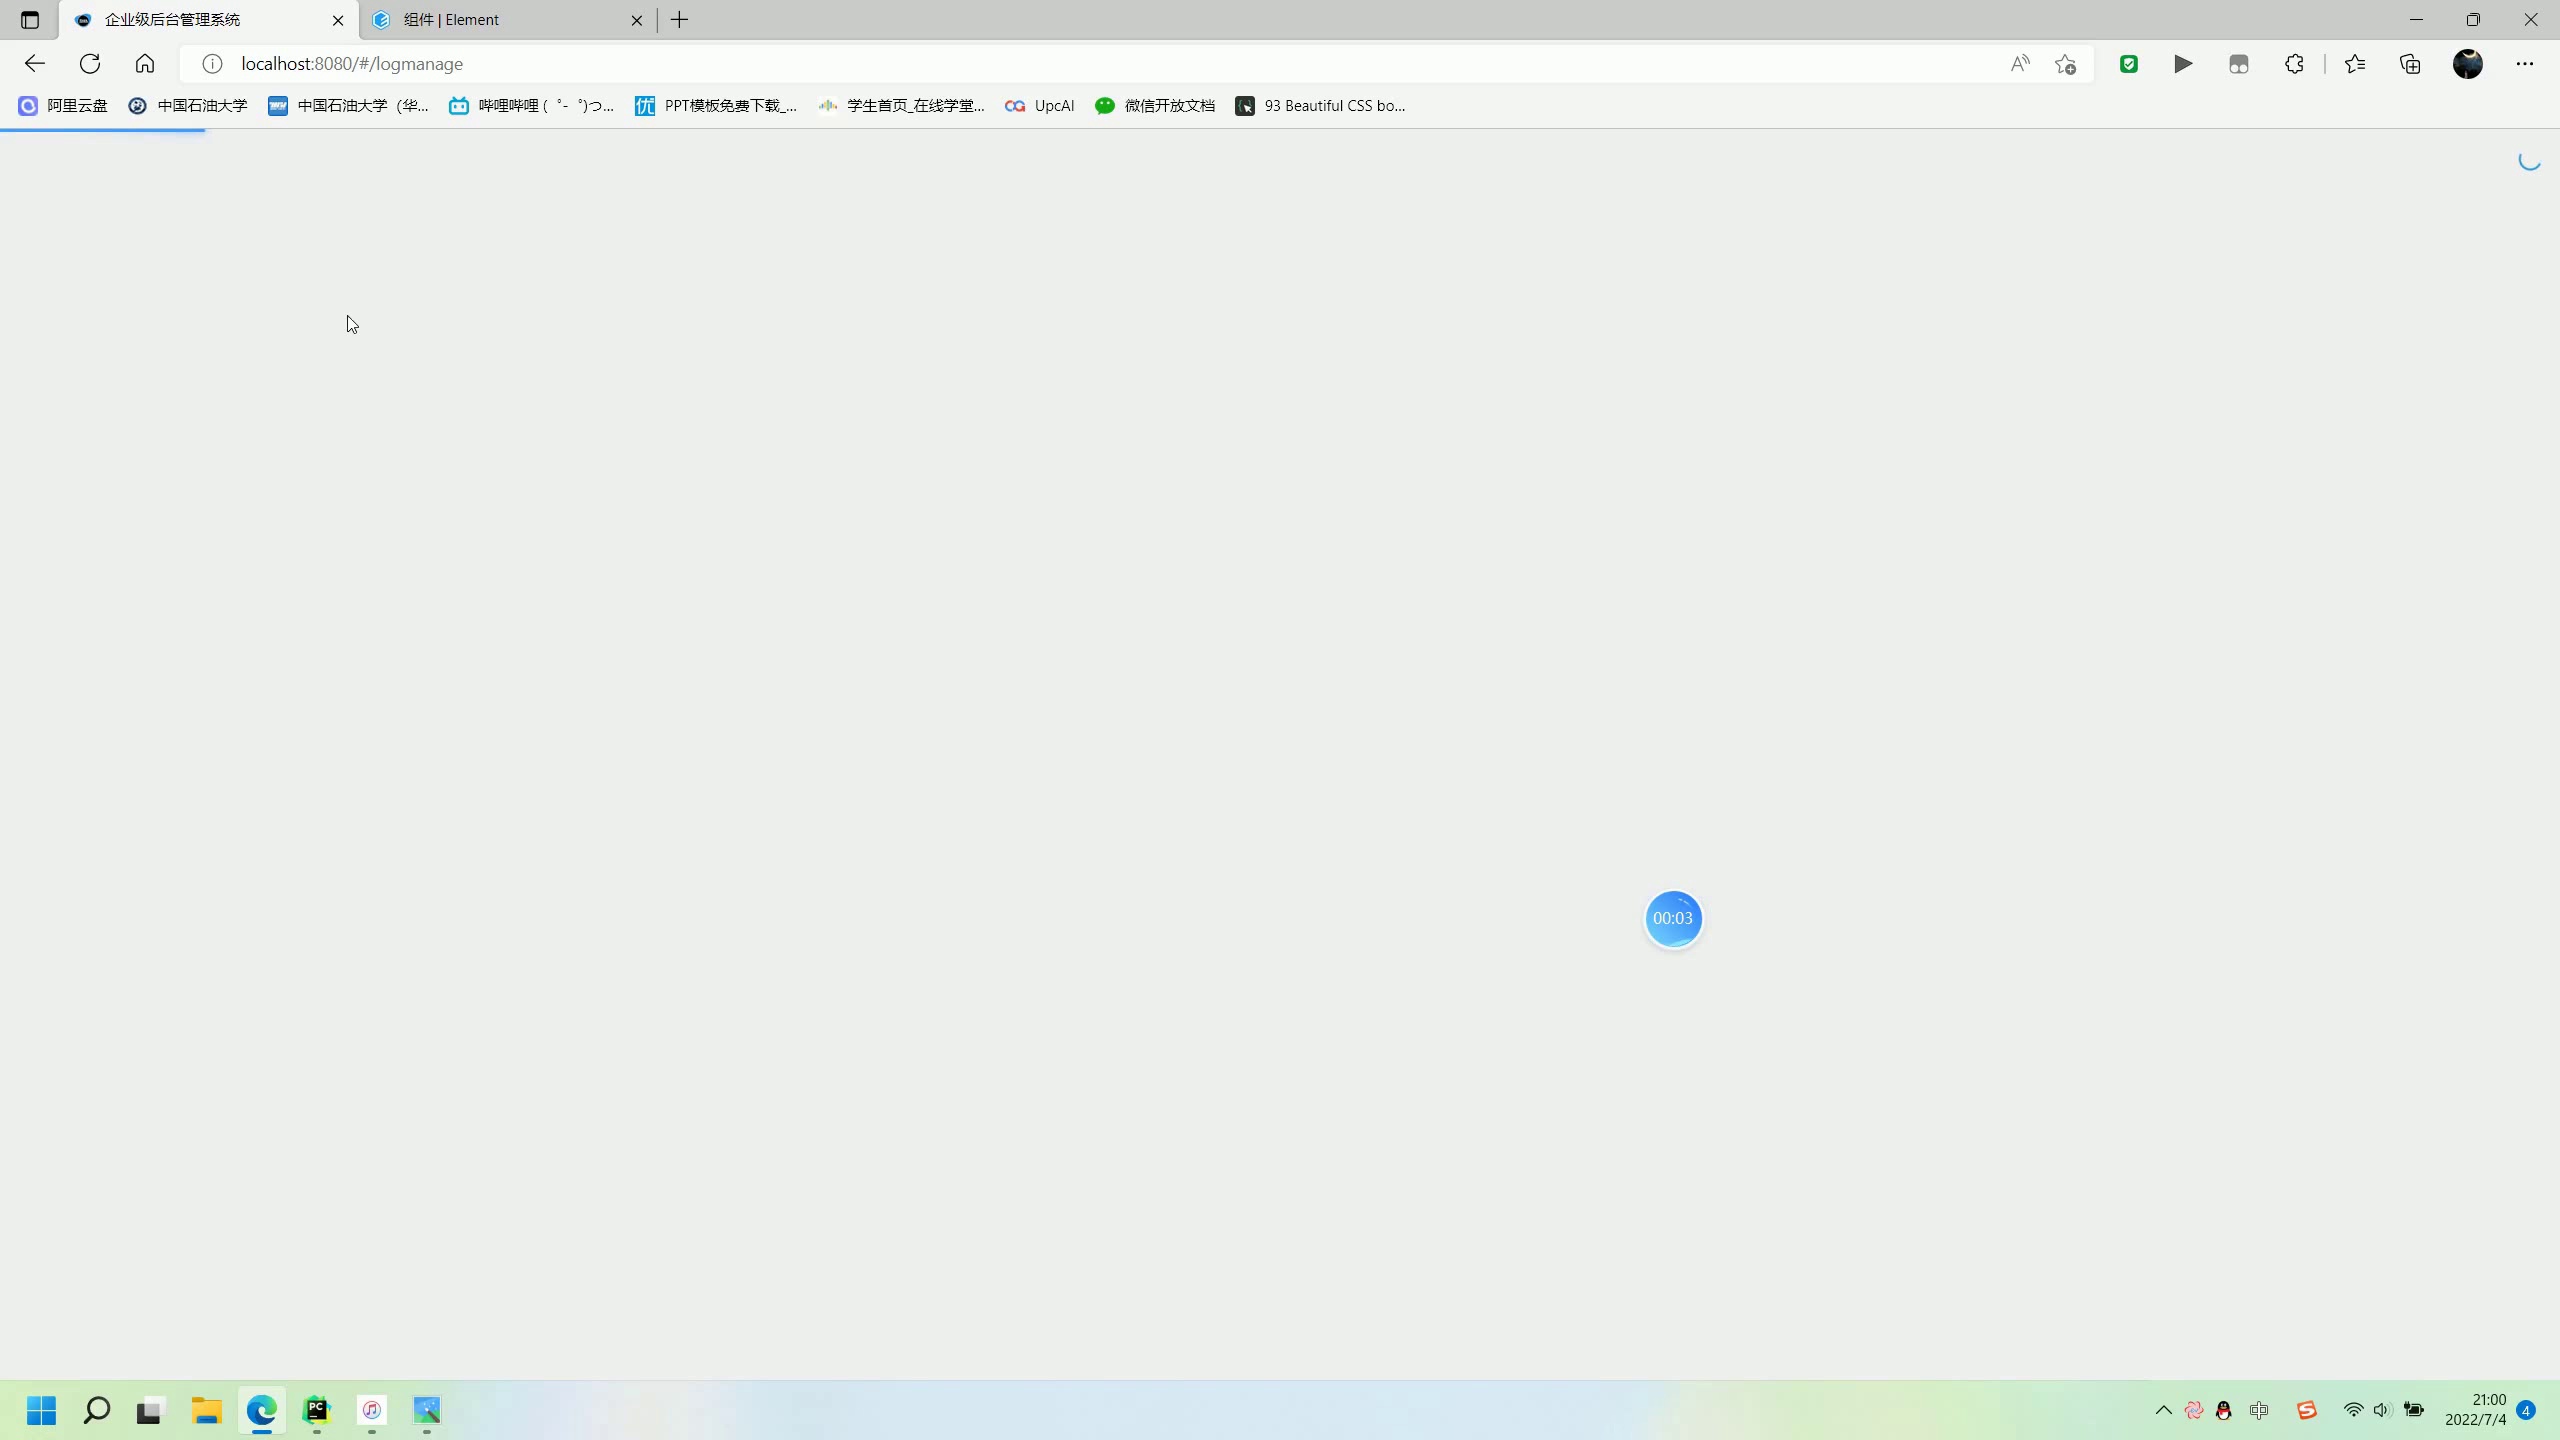 企业级后台管理系统
组件 | Element
localhost:8080/#/logmanage
阿里云盘
中国石油大学
中国石油大学（华...
哔哩哔哩 (゜-゜)つ...
PPT模板免费下载_...
学生首页_在线学堂...
UpcAI
微信开放文档
93 Beautiful CSS bo...
00:03
中
21:00
2022/7/4
4